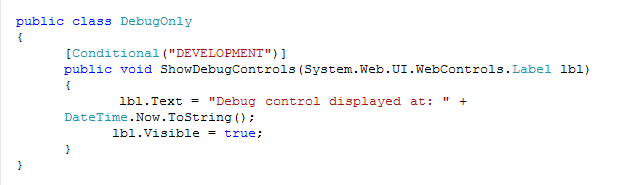 public class DebugOnly
{
[Conditional("DEVELOPMENT")]
public void ShowDebugControls(System.Web.UI.WebControls.Label lbl)
{
lbl.Text = "Debug control displayed at: " +
DateTime.Now.ToString();
lbl.Visible = true;
}
}